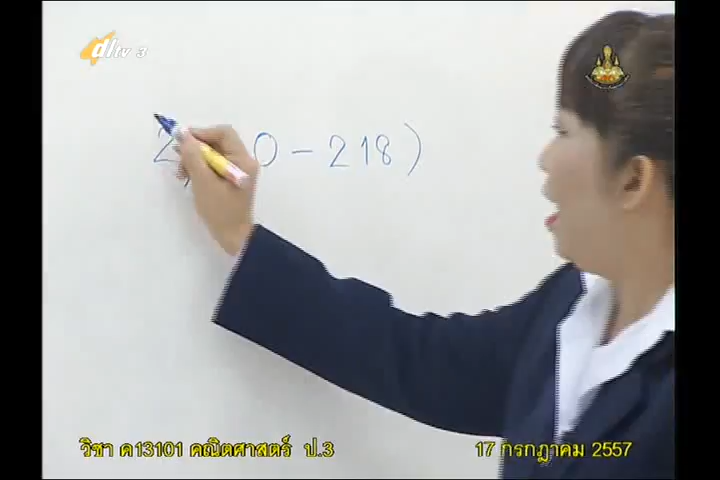 dltv 3
2, 0 - 218)
วิชา ค13101 คณิตศาสตร์ ป.3
17 กรกฎาคม 2557